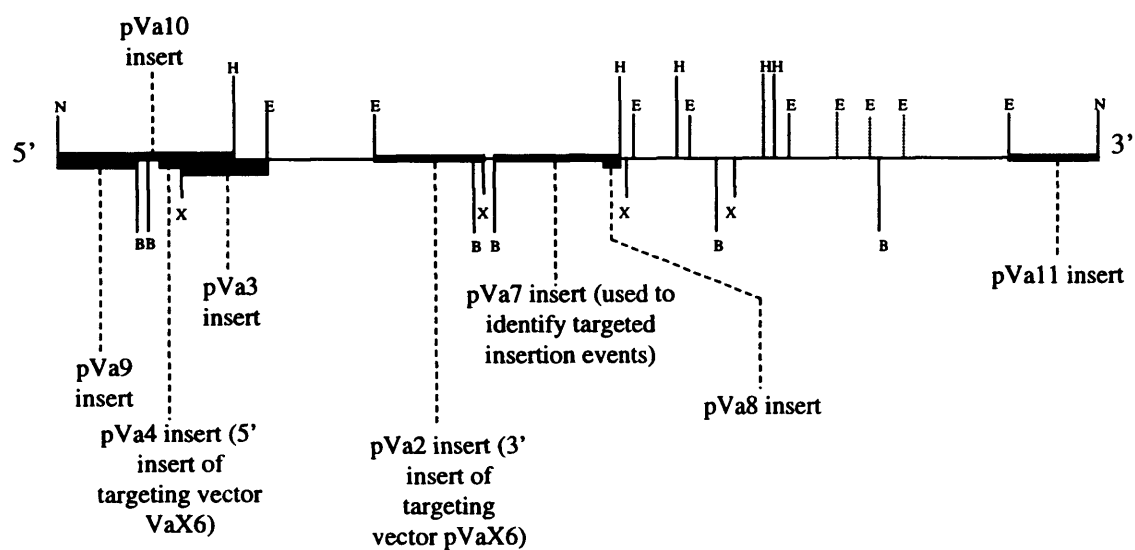 pVa10
insert
H
H
H
HH
N
E
E
E
E
E
E
E
E
E
N
5’
3’
X
X
X
X
BB
B
B
B
B
pVa3
insert
pVa7 insert (used to
identify targeted
insertion events)
pVa11 insert
pVa9
insert
pVa8 insert
pVa4 insert (5’
insert of
targeting vector
VaX6)
pVa2 insert (3’
insert of
targeting
vector pVaX6)